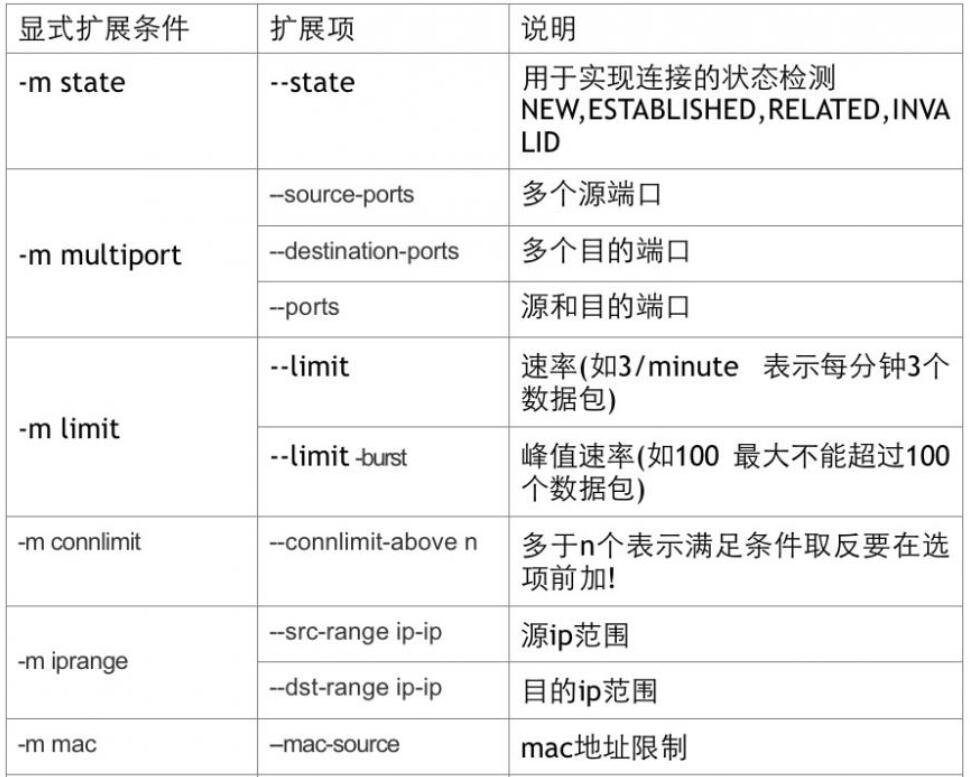 显式扩展条件 扩展项 说明
-m state --state 用于实现连接的状态检测
NEW,ESTABLISHED,RELATED,INVA
LID
--source-ports 多个源端口
-m multiport --destination-ports 多个目的端口
--ports 源和目的端口
--limit 速率(如3/minute 表示每分钟3个
数据包)
-m limit
--limit -burst 峰值速率(如100 最大不能超过100
个数据包)
-m connlimit --connlimit-above n 多于n个表示满足条件取反要在选
项前加!
--src-range ip-ip 源ip范围
-m iprange
--dst-range ip-ip 目的ip范围
-m mac --mac-source mac地址限制